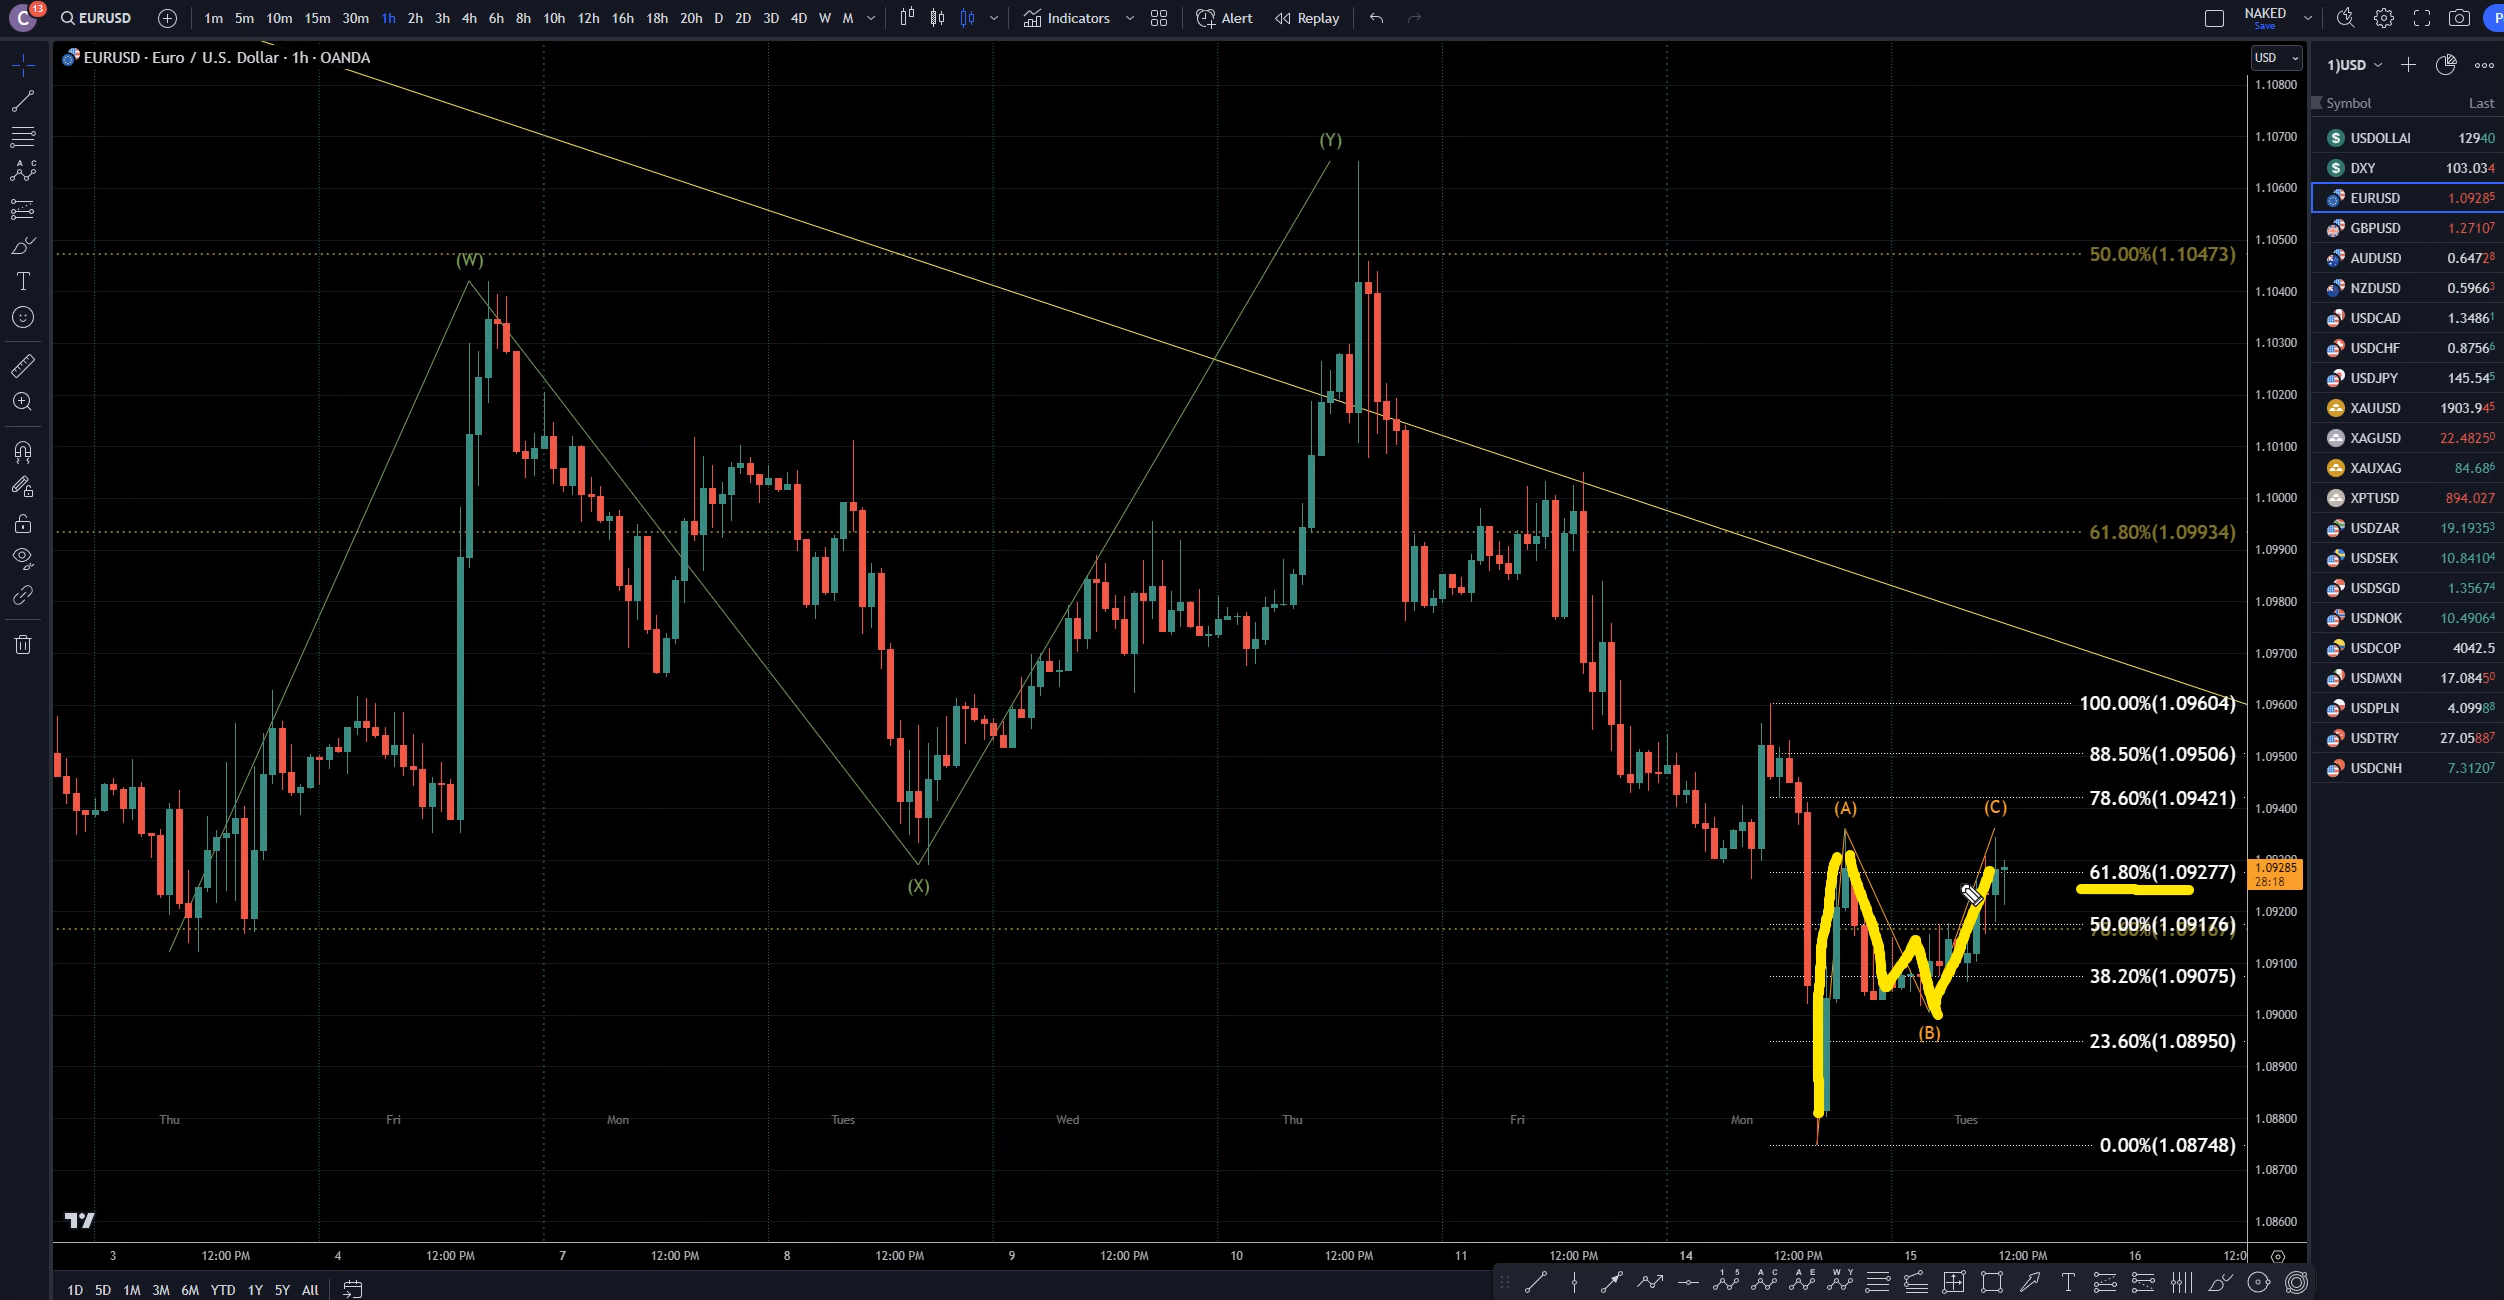 C 13 EURUSD 1m 5m 10m 15m 30m 1h 2h 3h 4h 6h 8h 10h 12h 16h 18h 20h D 2D 3D 4D W M Indicators Alert Replay NAKED Save P
EURUSD · Euro / U.S. Dollar · 1h · OANDA
USD
1)USD
Symbol Last
USDOLLAI 12940
DXY 103.034
EURUSD 1.09285
GBPUSD 1.27107
AUDUSD 0.64728
NZDUSD 0.59663
USDCAD 1.34861
USDCHF 0.87566
USDJPY 145.545
XAUUSD 1903.945
XAGUSD 22.48250
XAUXAG 84.686
XPTUSD 894.027
USDZAR 19.19353
USDSEK 10.84104
USDSGD 1.35674
USDNOK 10.49064
USDCOP 4042.5
USDMXN 17.08450
USDPLN 4.09988
USDTRY 27.05887
USDCNH 7.31207
1.10800
1.10700
1.10600
1.10500
1.10400
1.10300
1.10200
1.10100
1.10000
1.09900
1.09800
1.09700
1.09600
1.09500
1.09400
1.09285
28:18
1.09200
1.09100
1.09000
1.08900
1.08800
1.08700
1.08600
(W)
(Y)
(X)
(A)
(C)
(B)
50.00%(1.10473)
61.80%(1.09934)
100.00%(1.09604)
88.50%(1.09506)
78.60%(1.09421)
61.80%(1.09277)
50.00%(1.09176)
38.20%(1.09075)
23.60%(1.08950)
0.00%(1.08748)
Thu Fri Mon Tues Wed Thu Fri Mon Tues
3 12:00 PM 4 12:00 PM 7 12:00 PM 8 12:00 PM 9 12:00 PM 10 12:00 PM 11 12:00 PM 14 12:00 PM 15 12:00 PM 16 12:0
1D 5D 1M 3M 6M YTD 1Y 5Y All